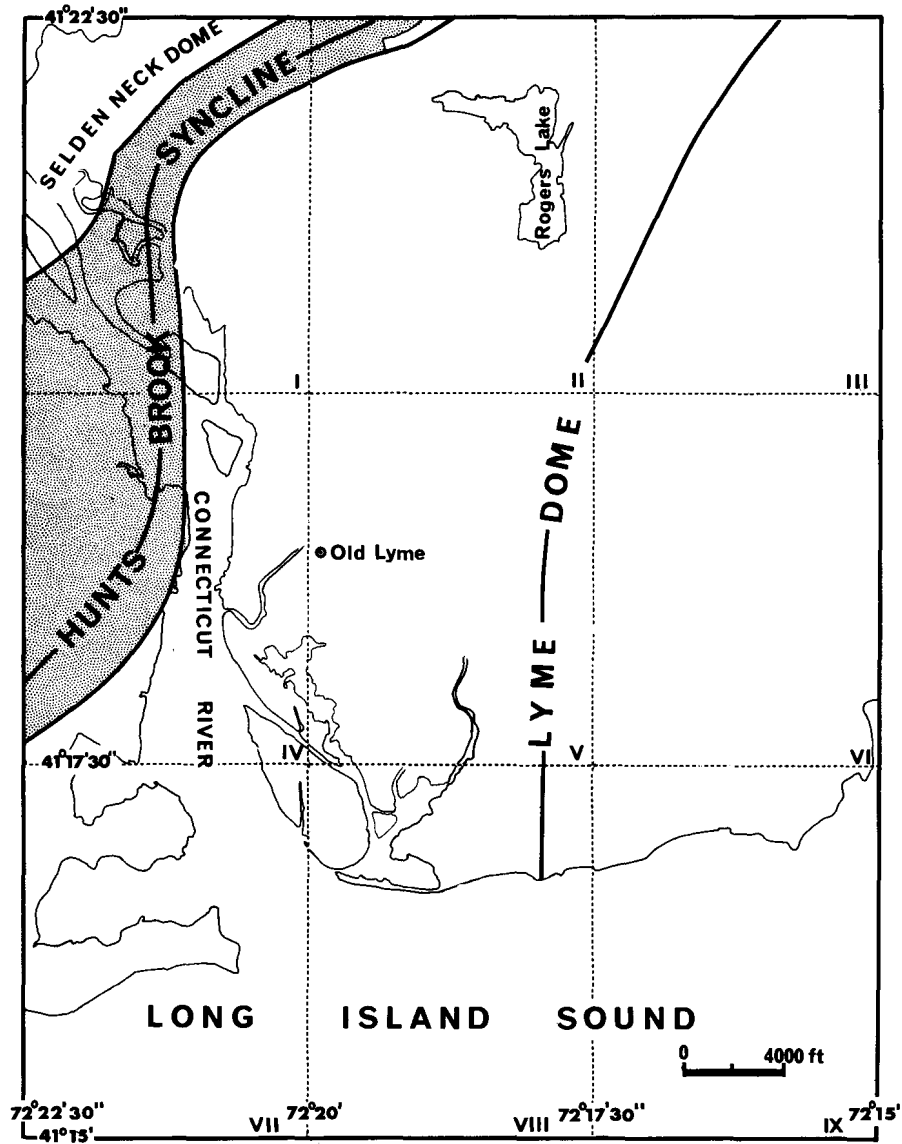 41°22'30"
SELDEN NECK DOME
SYNCLINE
Rogers Lake
BROOK
I
II
III
DOME
CONNECTICUT
Old Lyme
HUNTS
LYME
RIVER
41°17'30"
IV
V
VI
LONG ISLAND SOUND
0 4000 ft
72°22'30"
72°20'
72°17'30"
72°15'
VII
VIII
IX
41°15'